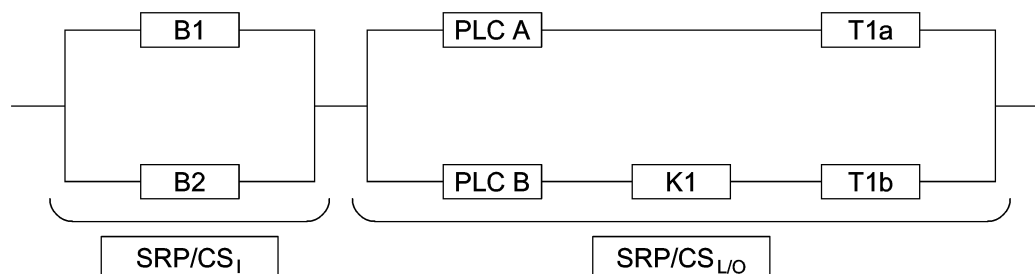 B1
PLC A
T1a
B2
PLC B
K1
T1b
SRP/CS_I
SRP/CS_L/O